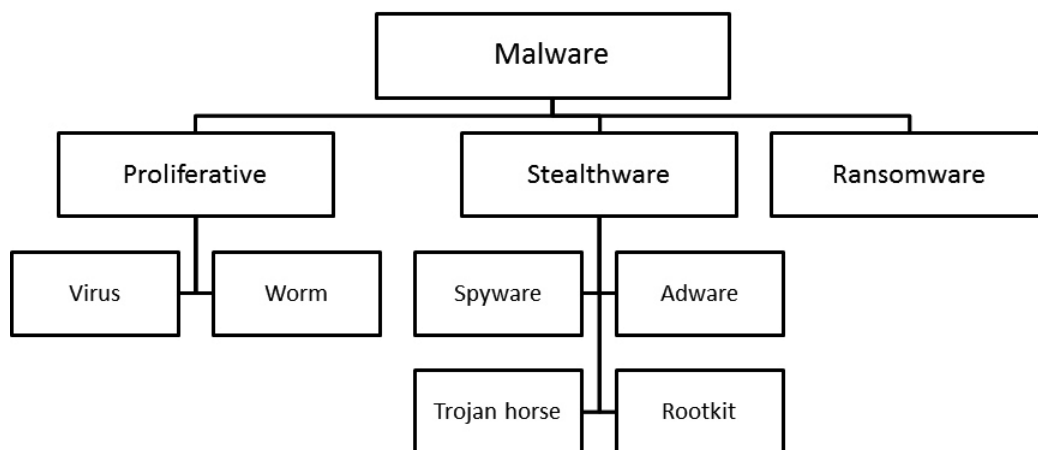 Malware
Proliferative
Stealthware
Ransomware
Virus
Worm
Spyware
Adware
Trojan horse
Rootkit